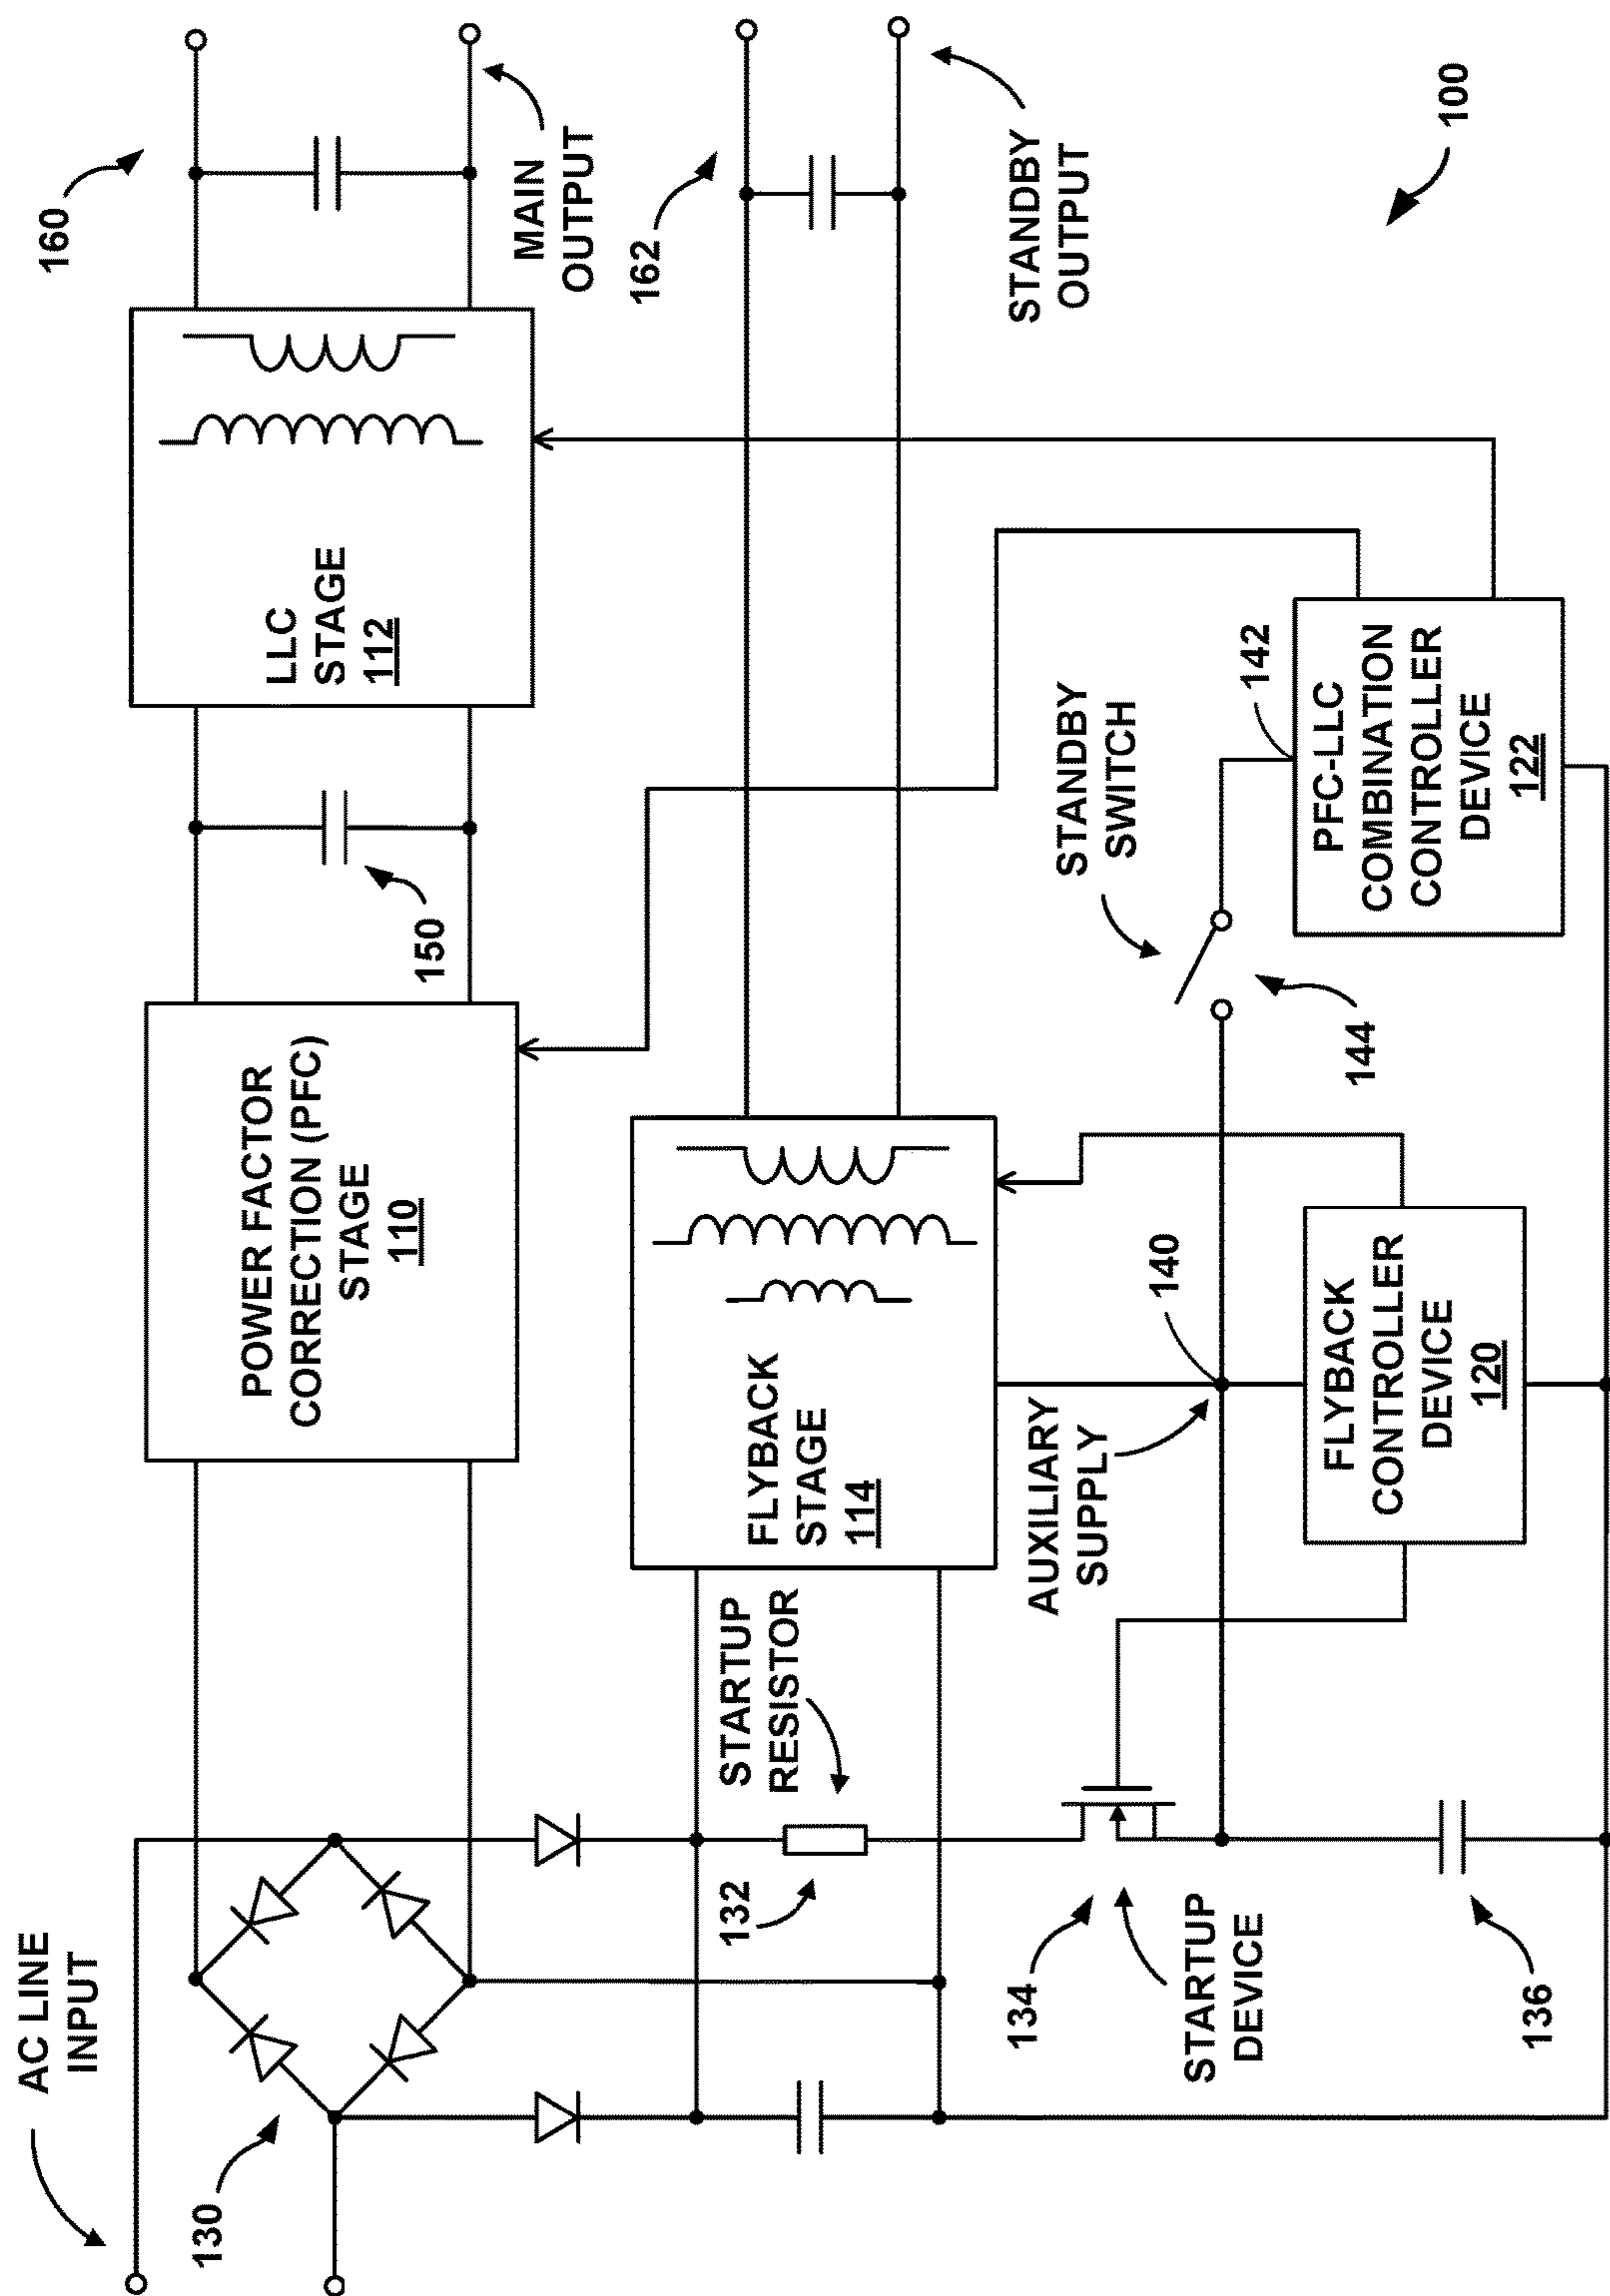 AC LINE
INPUT
130
POWER FACTOR
CORRECTION (PFC)
STAGE
110
150
LLC
STAGE
112
160
MAIN
OUTPUT
STARTUP
RESISTOR
132
FLYBACK
STAGE
114
162
STANDBY
OUTPUT
134
STARTUP
DEVICE
136
AUXILIARY
SUPPLY
140
FLYBACK
CONTROLLER
DEVICE
120
STANDBY
SWITCH
144
142
PFC-LLC
COMBINATION
CONTROLLER
DEVICE
122
100